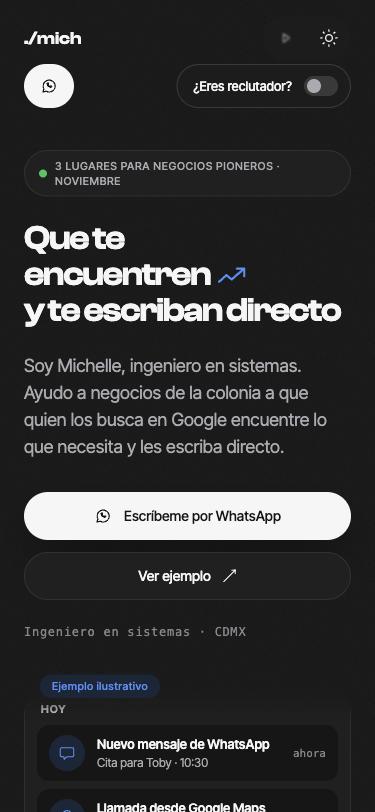 ./mich
¿Eres reclutador?
3 LUGARES PARA NEGOCIOS PIONEROS ·
NOVIEMBRE
Que te
encuentren
y te escriban directo
Soy Michelle, ingeniero en sistemas.
Ayudo a negocios de la colonia a que
quien los busca en Google encuentre lo
que necesita y les escriba directo.
Escríbeme por WhatsApp
Ver ejemplo
Ingeniero en sistemas · CDMX
Ejemplo ilustrativo
HOY
Nuevo mensaje de WhatsApp
ahora
Cita para Toby · 10:30
Llamada desde Google Maps